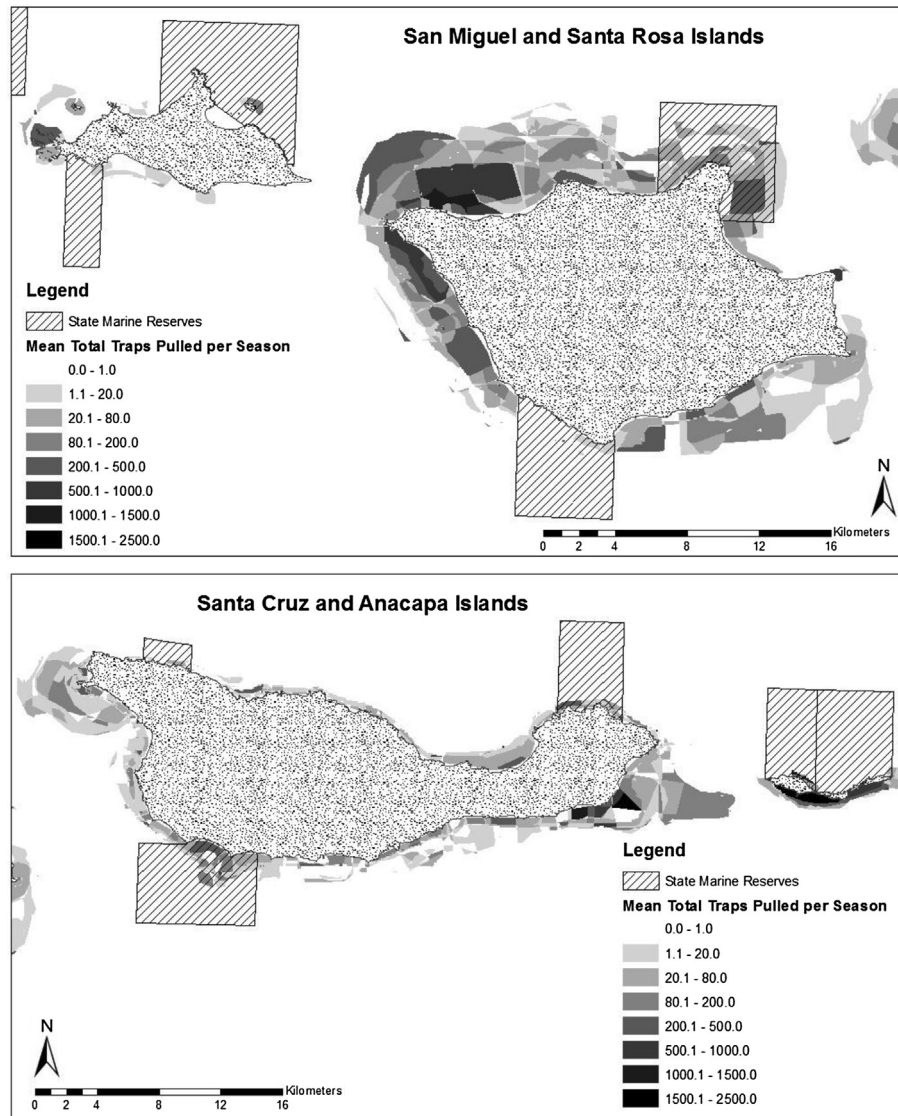 San Miguel and Santa Rosa Islands
Legend
State Marine Reserves
Mean Total Traps Pulled per Season
0.0 - 1.0
1.1 - 20.0
20.1 - 80.0
80.1 - 200.0
200.1 - 500.0
500.1 - 1000.0
1000.1 - 1500.0
1500.1 - 2500.0
N
Kilometers
0 2 4 8 12 16
Santa Cruz and Anacapa Islands
Legend
State Marine Reserves
Mean Total Traps Pulled per Season
0.0 - 1.0
1.1 - 20.0
20.1 - 80.0
80.1 - 200.0
200.1 - 500.0
500.1 - 1000.0
1000.1 - 1500.0
1500.1 - 2500.0
N
Kilometers
0 2 4 8 12 16